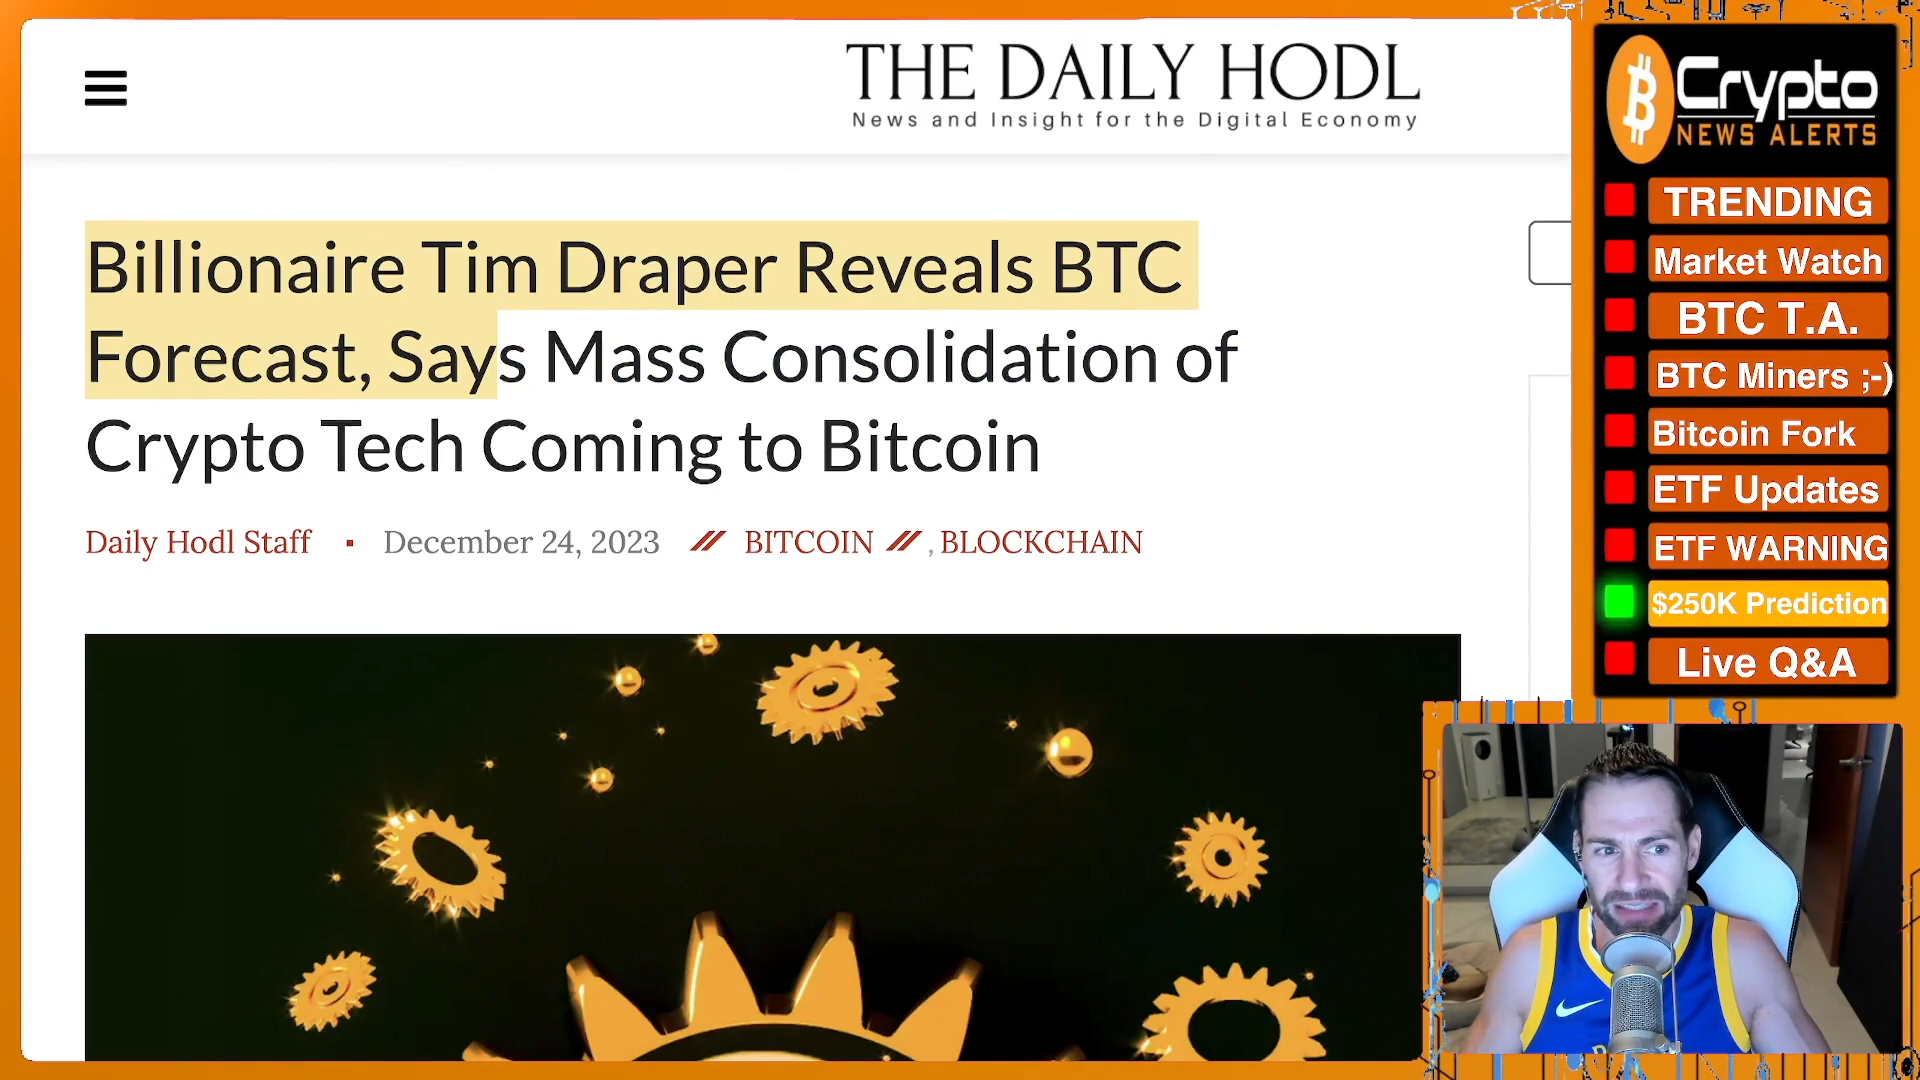 THE DAILY HODL
News and Insight for the Digital Economy
Billionaire Tim Draper Reveals BTC
Forecast, Says Mass Consolidation of
Crypto Tech Coming to Bitcoin
Daily Hodl Staff ▪ December 24, 2023 // BITCOIN // , BLOCKCHAIN
Crypto
NEWS ALERTS
TRENDING
Market Watch
BTC T.A.
BTC Miners ;-)
Bitcoin Fork
ETF Updates
ETF WARNING
$250K Prediction
Live Q&A